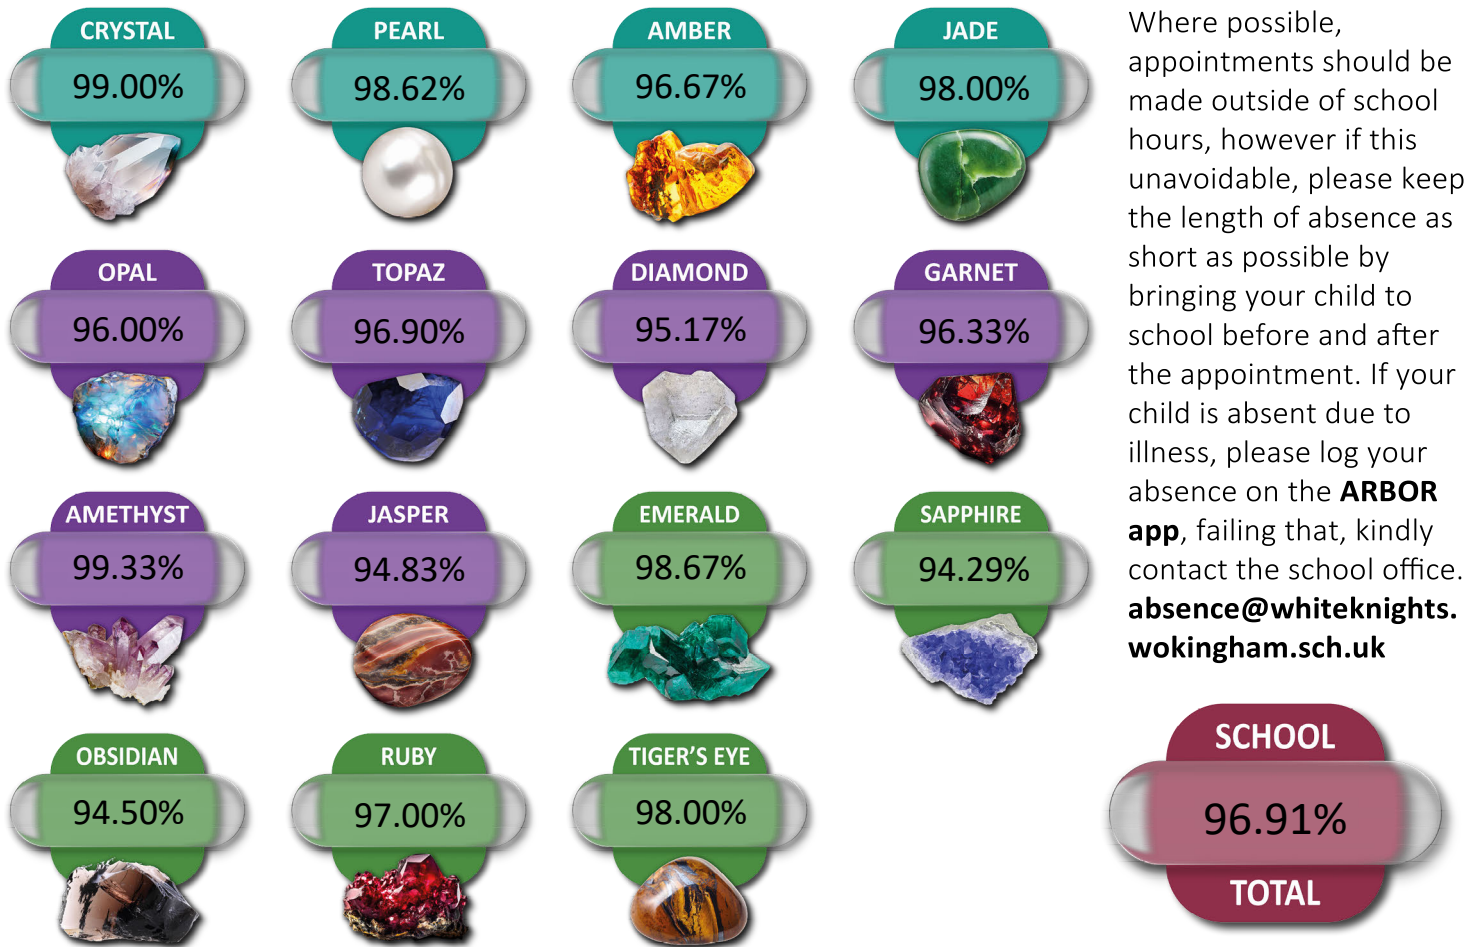 CRYSTAL
99.00%
PEARL
98.62%
AMBER
96.67%
JADE
98.00%
OPAL
96.00%
TOPAZ
96.90%
DIAMOND
95.17%
GARNET
96.33%
AMETHYST
99.33%
JASPER
94.83%
EMERALD
98.67%
SAPPHIRE
94.29%
OBSIDIAN
94.50%
RUBY
97.00%
TIGER'S EYE
98.00%
Where possible,
appointments should be
made outside of school
hours, however if this
unavoidable, please keep
the length of absence as
short as possible by
bringing your child to
school before and after
the appointment. If your
child is absent due to
illness, please log your
absence on the ARBOR
app, failing that, kindly
contact the school office.
absence@whiteknights.
wokingham.sch.uk
SCHOOL
96.91%
TOTAL